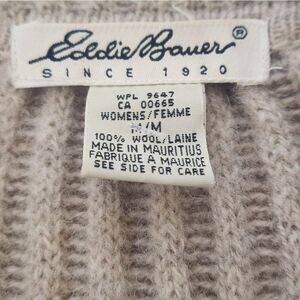 Eddie Bauer®
SINCE 1920
WPL 9647
CA 00665
WOMENS/FEMME
M/M
100% WOOL/LAINE
MADE IN MAURITIUS
FABRIQUE A MAURICE
SEE SIDE FOR CARE